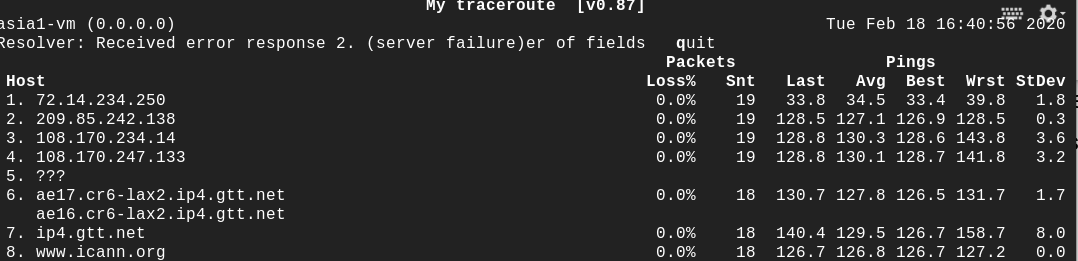 My traceroute [v0.87]
asia1-vm (0.0.0.0) Tue Feb 18 16:40:56 2020
Resolver: Received error response 2. (server failure)er of fields quit
Packets Pings
Host Loss% Snt Last Avg Best Wrst StDev
1. 72.14.234.250 0.0% 19 33.8 34.5 33.4 39.8 1.8
2. 209.85.242.138 0.0% 19 128.5 127.1 126.9 128.5 0.3
3. 108.170.234.14 0.0% 19 128.8 130.3 128.6 143.8 3.6
4. 108.170.247.133 0.0% 19 128.8 130.1 128.7 141.8 3.2
5. ???
6. ae17.cr6-lax2.ip4.gtt.net 0.0% 18 130.7 127.8 126.5 131.7 1.7
ae16.cr6-lax2.ip4.gtt.net
7. ip4.gtt.net 0.0% 18 140.4 129.5 126.7 158.7 8.0
8. www.icann.org 0.0% 18 126.7 126.8 126.7 127.2 0.0